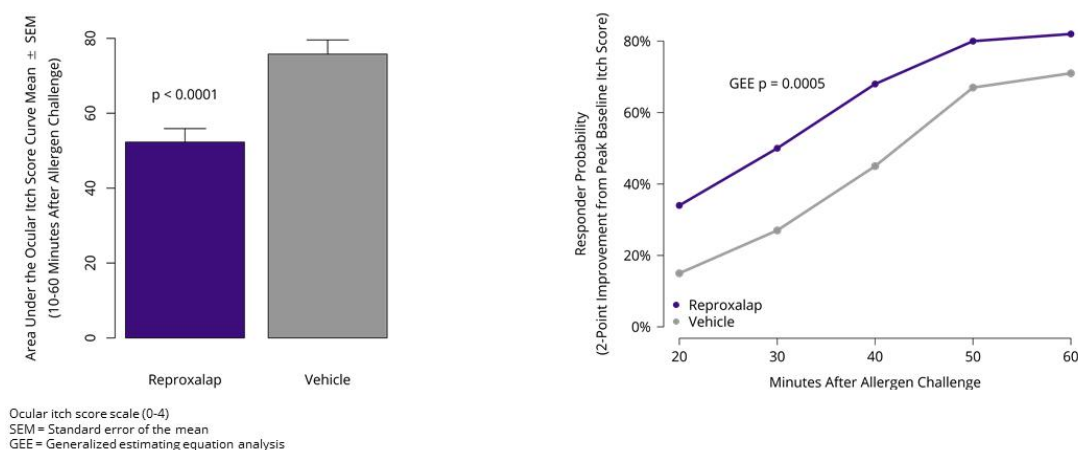 Area Under the Ocular Itch Score Curve Mean ± SEM
(10-60 Minutes After Allergen Challenge)
80
60
40
20
0
p < 0.0001
Reproxalap
Vehicle
Responder Probability
(2-Point Improvement from Peak Baseline Itch Score)
80%
60%
40%
20%
0%
GEE p = 0.0005
Reproxalap
Vehicle
20
30
40
50
60
Minutes After Allergen Challenge
Ocular itch score scale (0-4)
SEM = Standard error of the mean
GEE = Generalized estimating equation analysis